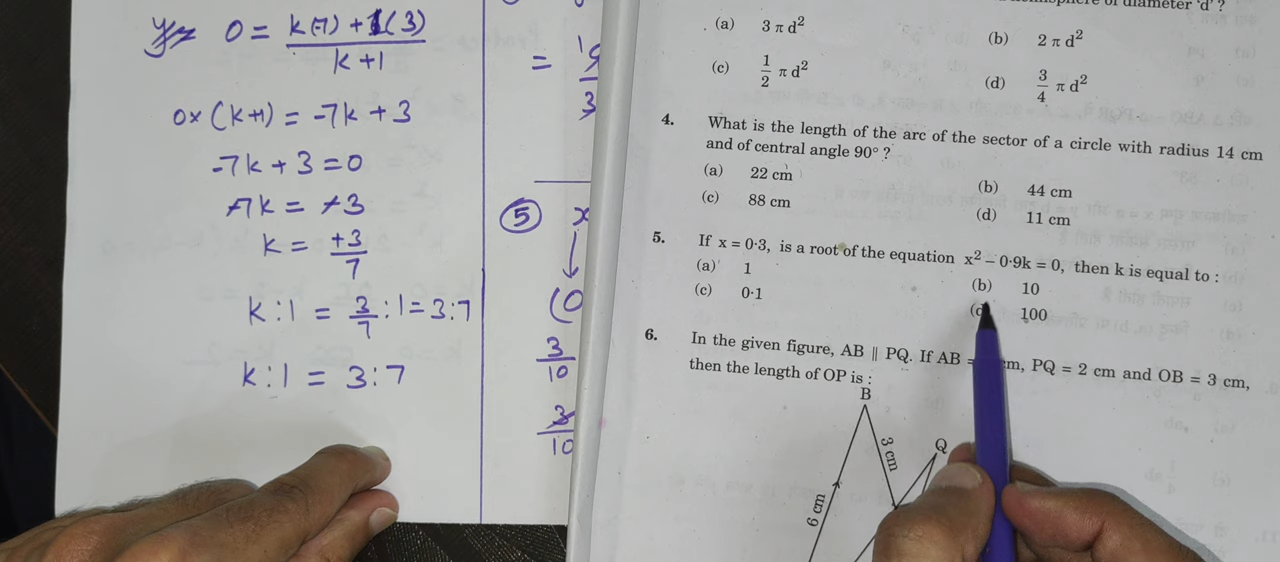 y= 0 = k(-7) + 1(3)
k+1
0×(k+1) = -7k + 3
-7k + 3 = 0
-7k = -3
k = +3
7
k:1 = 3/7 : 1 = 3:7
k:1 = 3:7
=
3
5 x
(0
3
10
3
10
of diameter 'd' ?
(a) 3 π d²
(b) 2 π d²
(c) 1/2 π d²
(d) 3/4 π d²
4. What is the length of the arc of the sector of a circle with radius 14 cm
and of central angle 90° ?
(a) 22 cm
(b) 44 cm
(c) 88 cm
(d) 11 cm
5. If x = 0·3, is a root of the equation x² – 0·9k = 0, then k is equal to :
(a) 1
(b) 10
(c) 0·1
100
6. In the given figure, AB || PQ. If AB = m, PQ = 2 cm and OB = 3 cm,
then the length of OP is :
B
Q
3 cm
6 cm